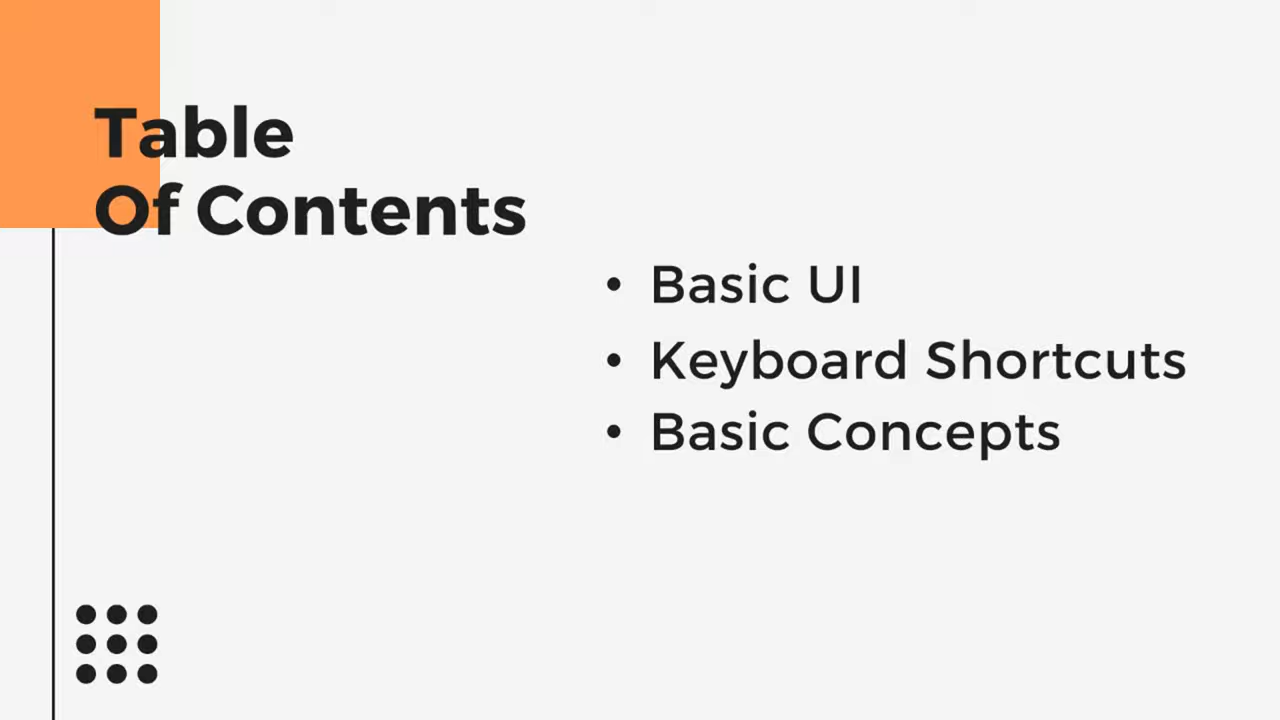 Table
Of Contents
• Basic UI
• Keyboard Shortcuts
• Basic Concepts